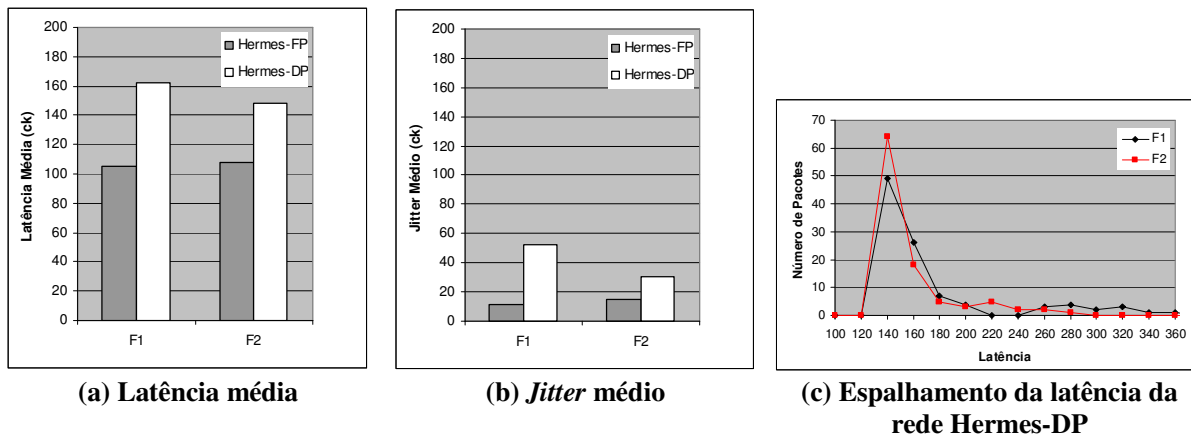 200
180
160
140
120
100
80
60
40
20
0
Latência Média (ck)
Hermes-FP
Hermes-DP
F1
F2
(a) Latência média
200
180
160
140
120
100
80
60
40
20
0
Jitter Médio (ck)
Hermes-FP
Hermes-DP
F1
F2
(b) Jitter médio
70
60
50
40
30
20
10
0
Número de Pacotes
F1
F2
100 120 140 160 180 200 220 240 260 280 300 320 340 360
Latência
(c) Espalhamento da latência da
rede Hermes-DP